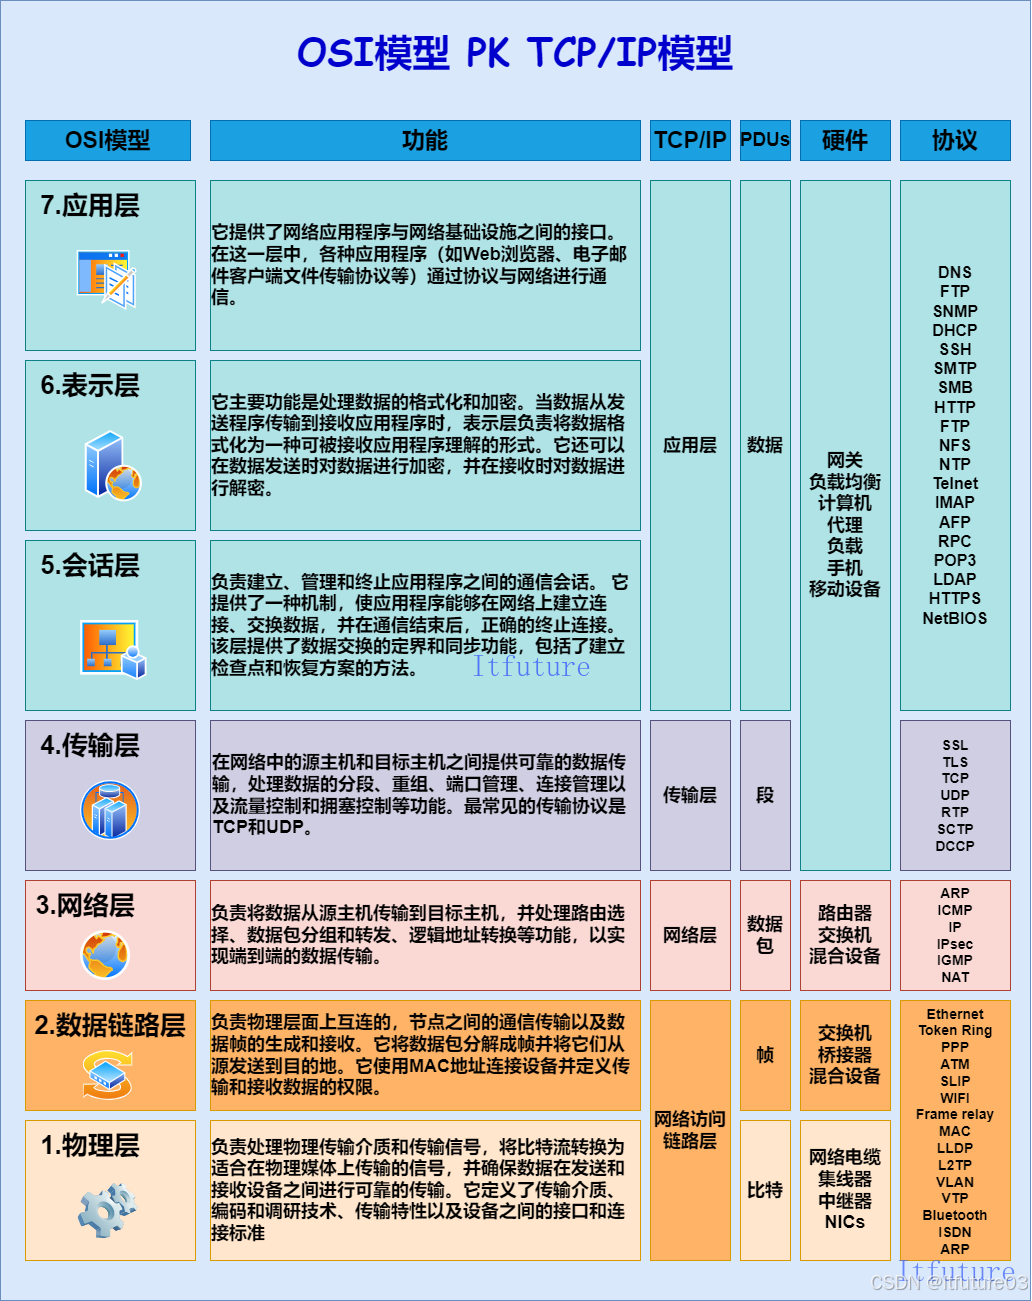 OSI模型 PK TCP/IP模型
OSI模型
功能
TCP/IP
PDUs
硬件
协议
7.应用层
它提供了网络应用程序与网络基础设施之间的接口。
在这一层中，各种应用程序（如Web浏览器、电子邮
件客户端文件传输协议等）通过协议与网络进行通
信。
6.表示层
它主要功能是处理数据的格式化和加密。当数据从发
送程序传输到接收应用程序时，表示层负责将数据格
式化为一种可被接收应用程序理解的形式。它还可以
在数据发送时对数据进行加密，并在接收时对数据进
行解密。
5.会话层
负责建立、管理和终止应用程序之间的通信会话。 它
提供了一种机制，使应用程序能够在网络上建立连
接、交换数据，并在通信结束后，正确的终止连接。
该层提供了数据交换的定界和同步功能，包括了建立
检查点和恢复方案的方法。
Itfuture
应用层
数据
网关
负载均衡
计算机
代理
负载
手机
移动设备
DNS
FTP
SNMP
DHCP
SSH
SMTP
SMB
HTTP
FTP
NFS
NTP
Telnet
IMAP
AFP
RPC
POP3
LDAP
HTTPS
NetBIOS
4.传输层
在网络中的源主机和目标主机之间提供可靠的数据传
输，处理数据的分段、重组、端口管理、连接管理以
及流量控制和拥塞控制等功能。最常见的传输协议是
TCP和UDP。
传输层
段
SSL
TLS
TCP
UDP
RTP
SCTP
DCCP
3.网络层
负责将数据从源主机传输到目标主机，并处理路由选
择、数据包分组和转发、逻辑地址转换等功能，以实
现端到端的数据传输。
网络层
数据
包
路由器
交换机
混合设备
ARP
ICMP
IP
IPsec
IGMP
NAT
2.数据链路层
负责物理层面上互连的，节点之间的通信传输以及数
据帧的生成和接收。它将数据包分解成帧并将它们从
源发送到目的地。它使用MAC地址连接设备并定义传
输和接收数据的权限。
网络访问
链路层
帧
交换机
桥接器
混合设备
Ethernet
Token Ring
PPP
ATM
SLIP
WIFI
Frame relay
MAC
LLDP
L2TP
VLAN
VTP
Bluetooth
ISDN
ARP
1.物理层
负责处理物理传输介质和传输信号，将比特流转换为
适合在物理媒体上传输的信号，并确保数据在发送和
接收设备之间进行可靠的传输。它定义了传输介质、
编码和调研技术、传输特性以及设备之间的接口和连
接标准
比特
网络电缆
集线器
中继器
NICs
Itfuture
CSDN @Itfuture03